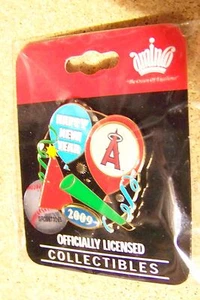 HAPPY
NEW
YEAR
A
2009
OFFICIALLY LICENSED
COLLECTIBLES